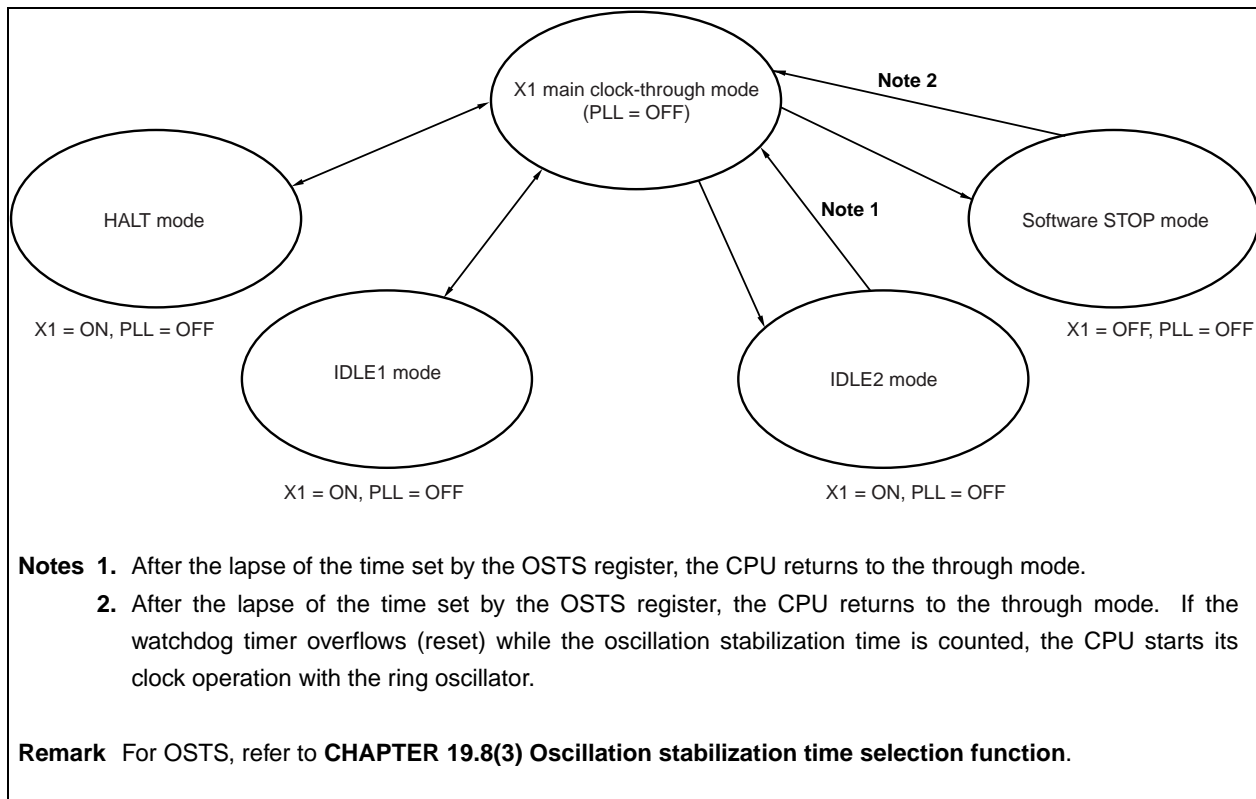 X1 main clock-through mode
(PLL = OFF)
Note 2
Note 1
HALT mode
Software STOP mode
X1 = ON, PLL = OFF
X1 = OFF, PLL = OFF
IDLE1 mode
IDLE2 mode
X1 = ON, PLL = OFF
X1 = ON, PLL = OFF
Notes 1. After the lapse of the time set by the OSTS register, the CPU returns to the through mode.
2. After the lapse of the time set by the OSTS register, the CPU returns to the through mode. If the
watchdog timer overflows (reset) while the oscillation stabilization time is counted, the CPU starts its
clock operation with the ring oscillator.
Remark For OSTS, refer to CHAPTER 19.8(3) Oscillation stabilization time selection function.